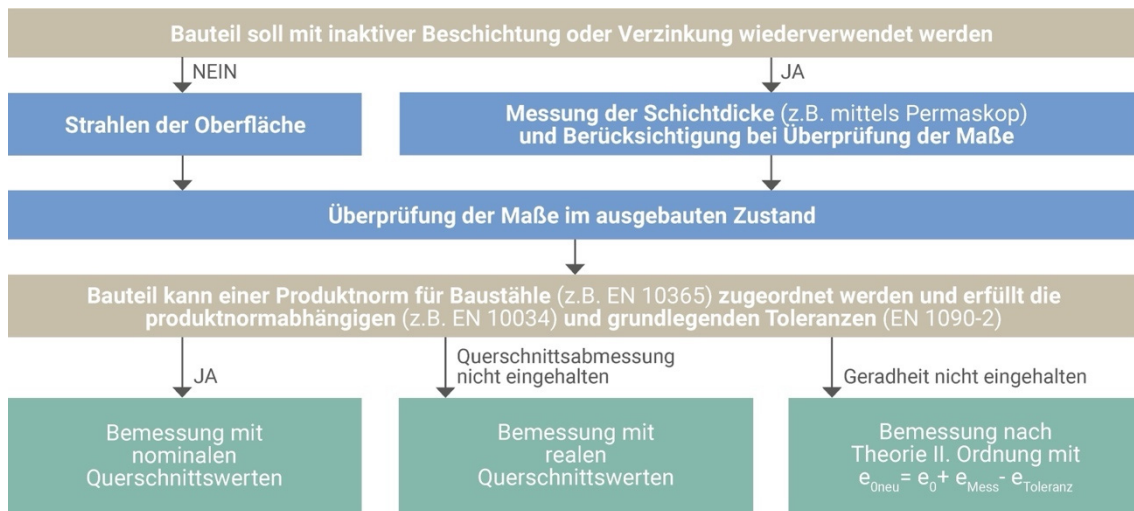 Bauteil soll mit inaktiver Beschichtung oder Verzinkung wiederverwendet werden
NEIN
JA
Strahlen der Oberfläche
Messung der Schichtdicke (z.B. mittels Permaskop)
und Berücksichtigung bei Überprüfung der Maße
Überprüfung der Maße im ausgebauten Zustand
Bauteil kann einer Produktnorm für Baustähle (z.B. EN 10365) zugeordnet werden und erfüllt die
produktnormabhängigen (z.B. EN 10034) und grundlegenden Toleranzen (EN 1090-2)
JA
Querschnittsabmessung
nicht eingehalten
Geradheit nicht eingehalten
Bemessung mit
nominalen
Querschnittswerten
Bemessung mit
realen
Querschnittswerten
Bemessung nach
Theorie II. Ordnung mit
e0neu= e0+ eMess- eToleranz